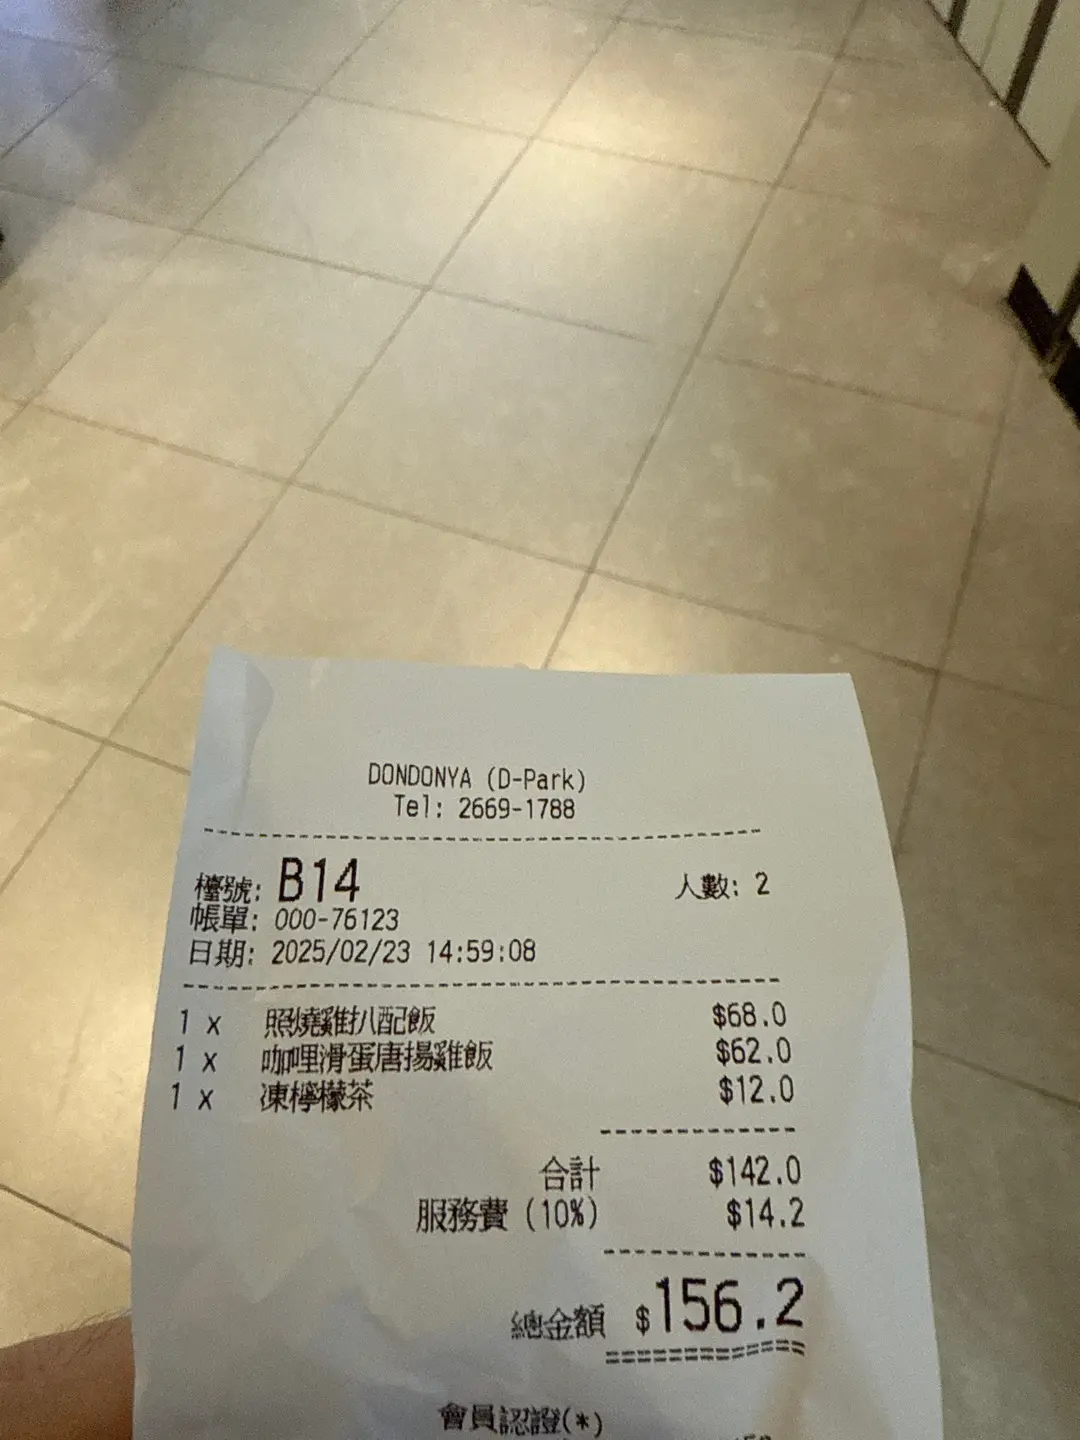 DONDONYA (D-Park)
Tel: 2669-1788
檯號: B14 人數: 2
帳單: 000-76123
日期: 2025/02/23 14:59:08
1 x 照燒雞扒配飯 $68.0
1 x 咖哩滑蛋唐揚雞飯 $62.0
1 x 凍檸檬茶 $12.0
合計 $142.0
服務費 (10%) $14.2
總金額 $156.2
會員認證(*)